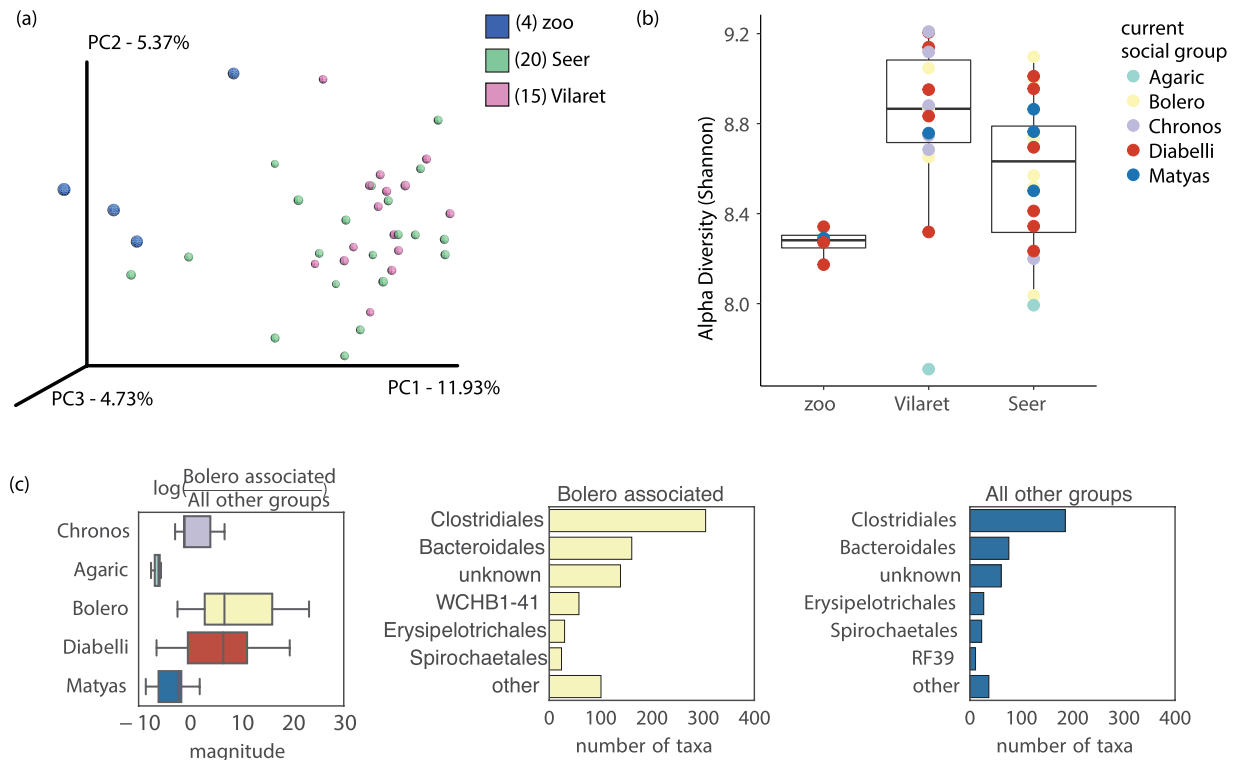 (a)
PC2 - 5.37%
(4) zoo
(20) Seer
(15) Vilaret
PC3 - 4.73%
PC1 - 11.93%
(b)
Alpha Diversity (Shannon)
9.2
8.8
8.4
8.0
zoo
Vilaret
Seer
current
social group
Agaric
Bolero
Chronos
Diabelli
Matyas
(c)
log(Bolero associated)
All other groups
Chronos
Agaric
Bolero
Diabelli
Matyas
−10 0 10 20 30
magnitude
Bolero associated
Clostridiales
Bacteroidales
unknown
WCHB1-41
Erysipelotrichales
Spirochaetales
other
0 100 200 300 400
number of taxa
All other groups
Clostridiales
Bacteroidales
unknown
Erysipelotrichales
Spirochaetales
RF39
other
0 100 200 300 400
number of taxa